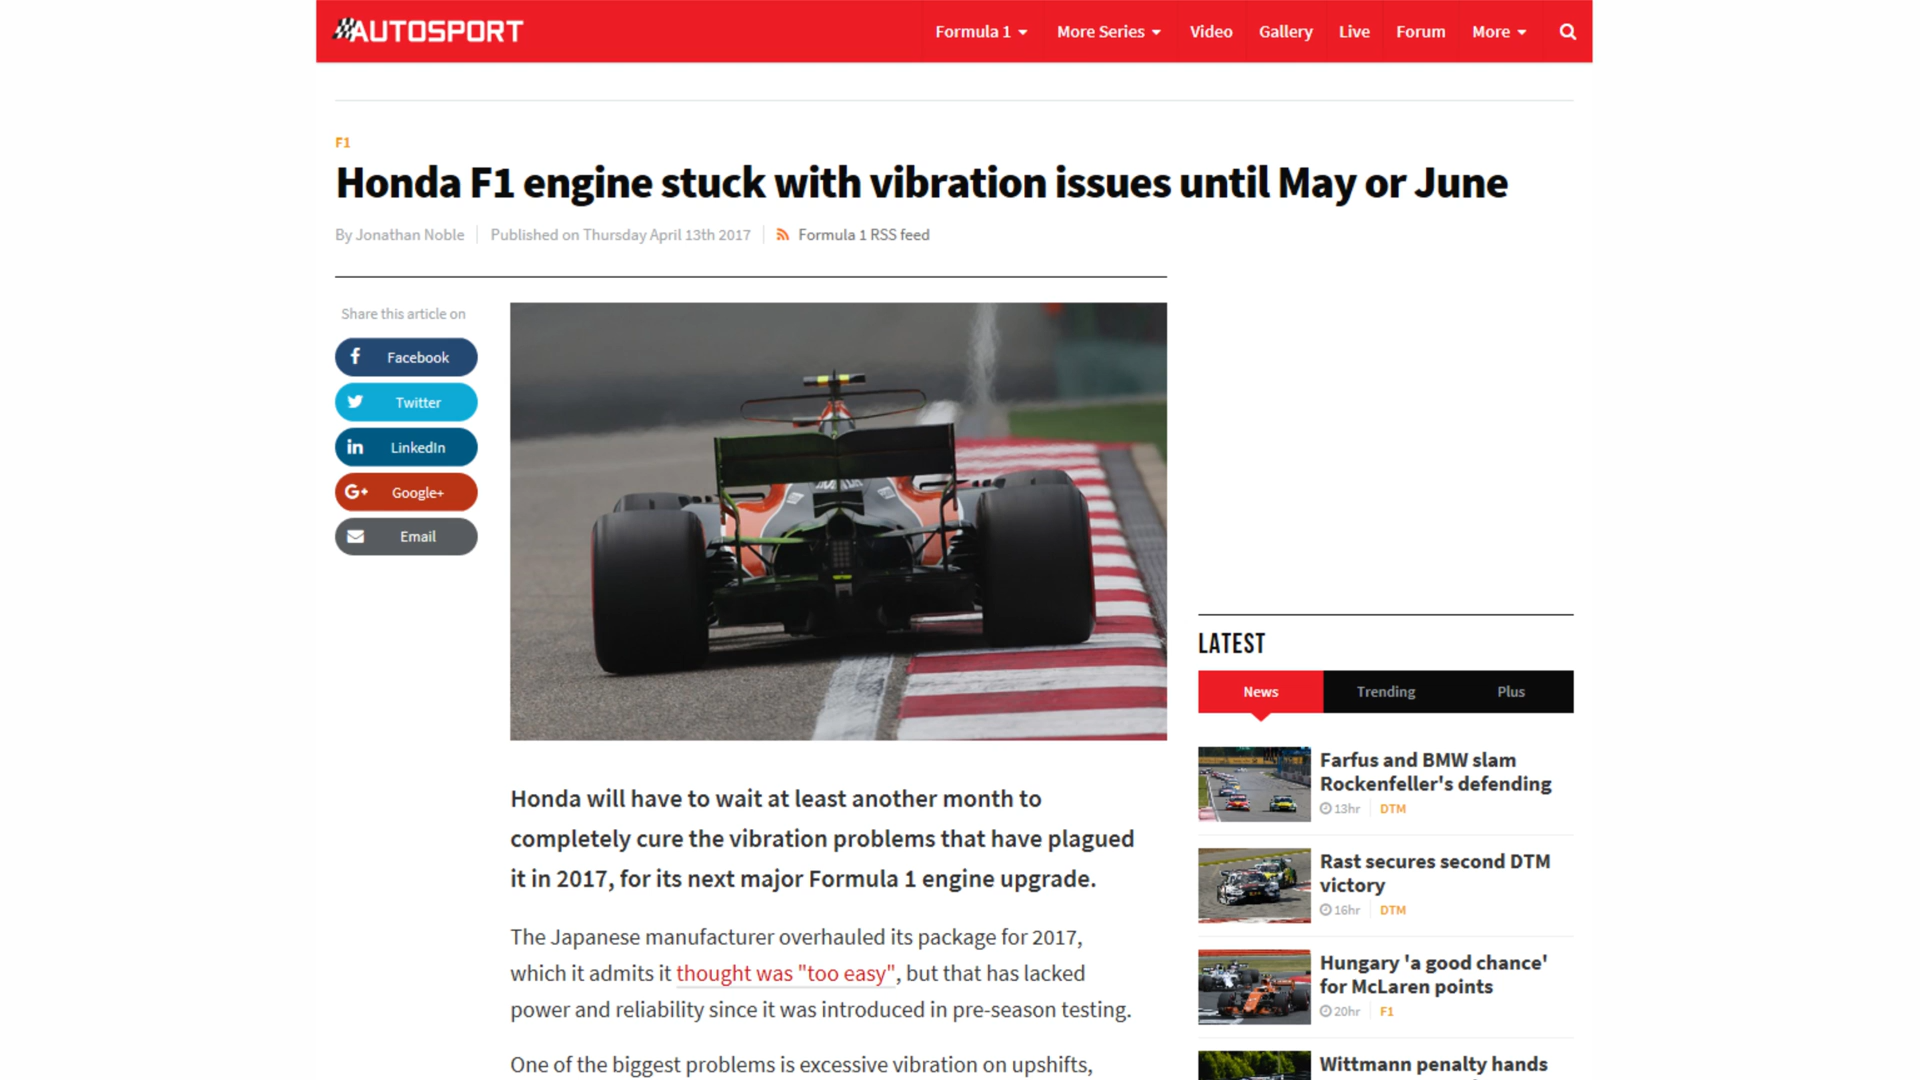 AUTOSPORT
Formula 1
More Series
Video
Gallery
Live
Forum
More
F1
Honda F1 engine stuck with vibration issues until May or June
By Jonathan Noble
Published on Thursday April 13th 2017
Formula 1 RSS feed
Share this article on
Facebook
Twitter
LinkedIn
Google+
Email
Honda will have to wait at least another month to
completely cure the vibration problems that have plagued
it in 2017, for its next major Formula 1 engine upgrade.
The Japanese manufacturer overhauled its package for 2017,
which it admits it thought was "too easy", but that has lacked
power and reliability since it was introduced in pre-season testing.
One of the biggest problems is excessive vibration on upshifts,
LATEST
News
Trending
Plus
Farfus and BMW slam
Rockenfeller's defending
13hr
DTM
Rast secures second DTM
victory
16hr
DTM
Hungary 'a good chance'
for McLaren points
20hr
F1
Wittmann penalty hands